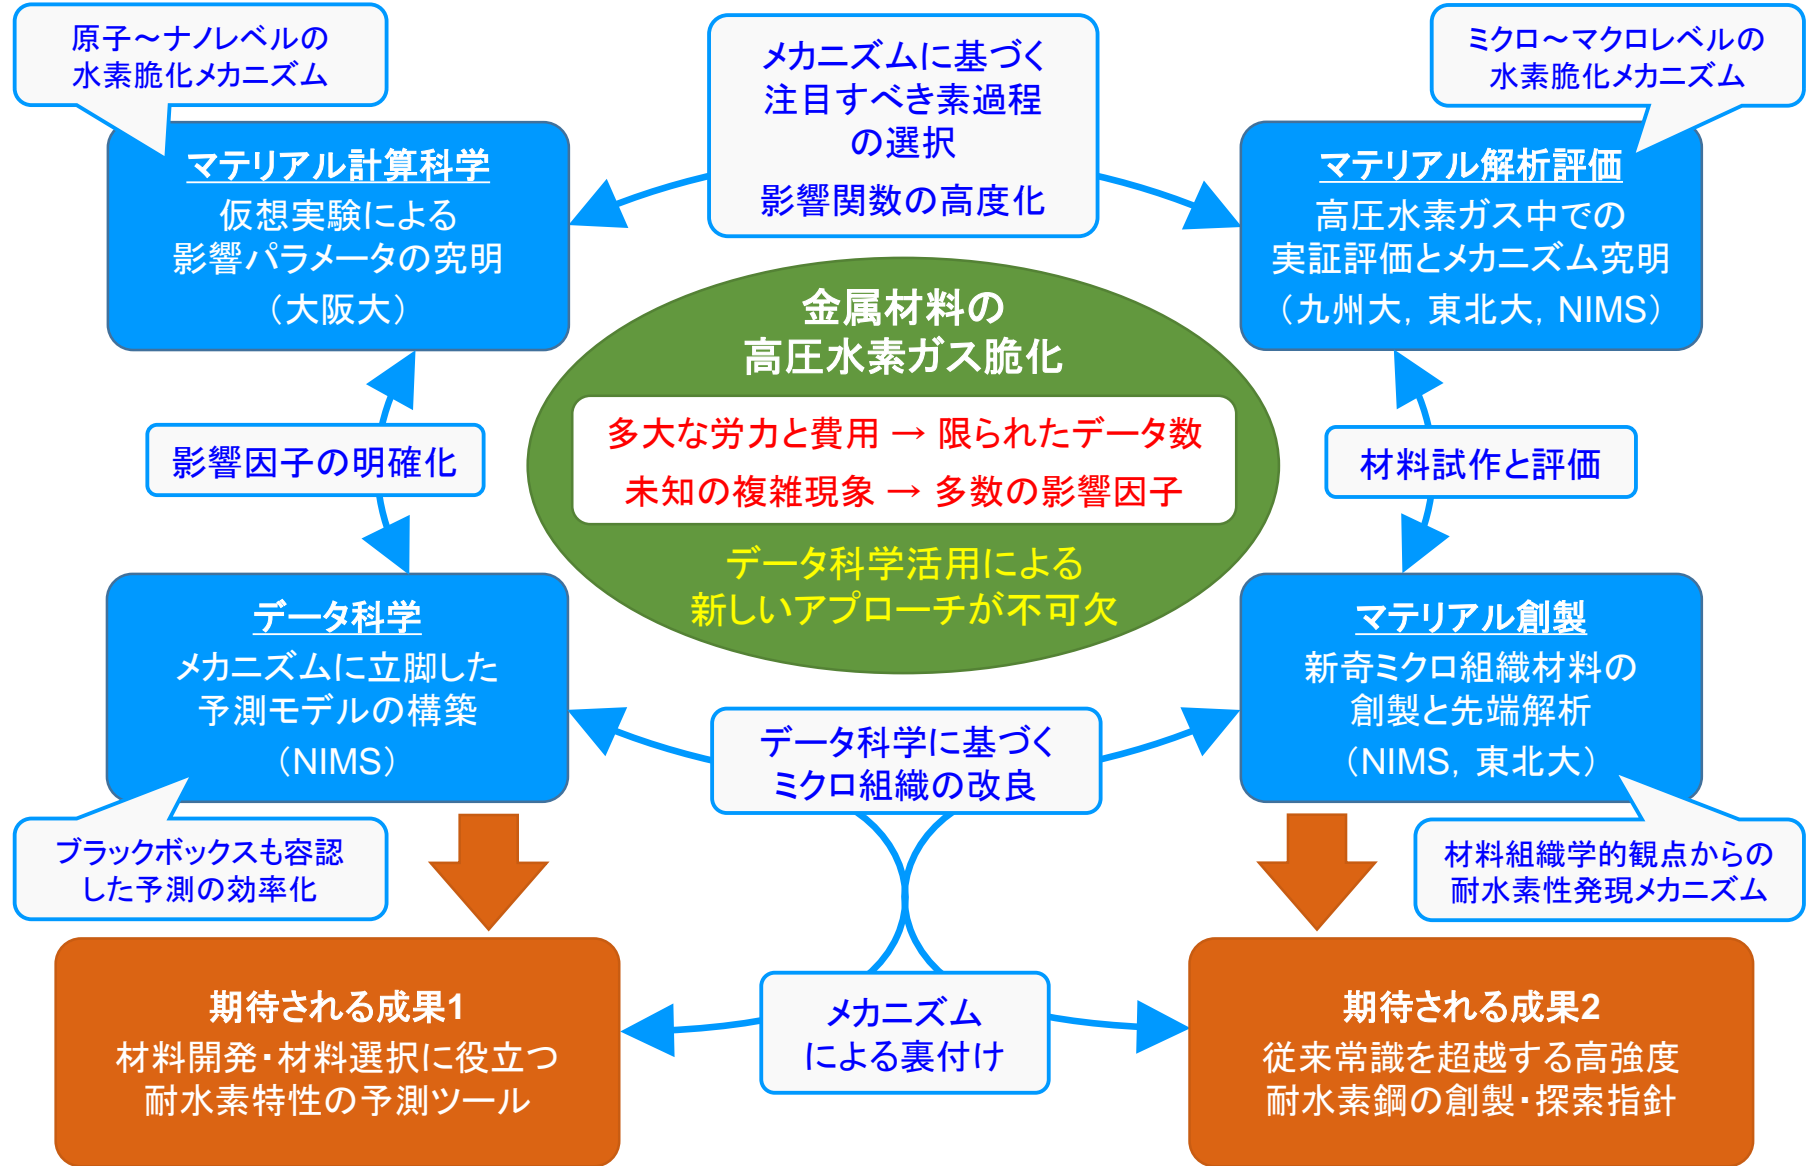 原子～ナノレベルの
水素脆化メカニズム
メカニズムに基づく
注目すべき素過程
の選択
影響関数の高度化
ミクロ～マクロレベルの
水素脆化メカニズム
マテリアル計算科学
仮想実験による
影響パラメータの究明
（大阪大）
マテリアル解析評価
高圧水素ガス中での
実証評価とメカニズム究明
（九州大，東北大，NIMS）
金属材料の
高圧水素ガス脆化
多大な労力と費用 → 限られたデータ数
未知の複雑現象 → 多数の影響因子
データ科学活用による
新しいアプローチが不可欠
影響因子の明確化
材料試作と評価
データ科学
メカニズムに立脚した
予測モデルの構築
（NIMS）
マテリアル創製
新奇ミクロ組織材料の
創製と先端解析
（NIMS，東北大）
データ科学に基づく
ミクロ組織の改良
ブラックボックスも容認
した予測の効率化
材料組織学的観点からの
耐水素性発現メカニズム
期待される成果1
材料開発・材料選択に役立つ
耐水素特性の予測ツール
メカニズム
による裏付け
期待される成果2
従来常識を超越する高強度
耐水素鋼の創製・探索指針